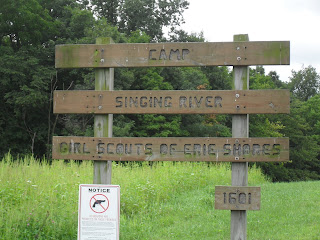 CAMP
SINGING RIVER
GIRL SCOUTS OF ERIE SHORES
NOTICE
1601